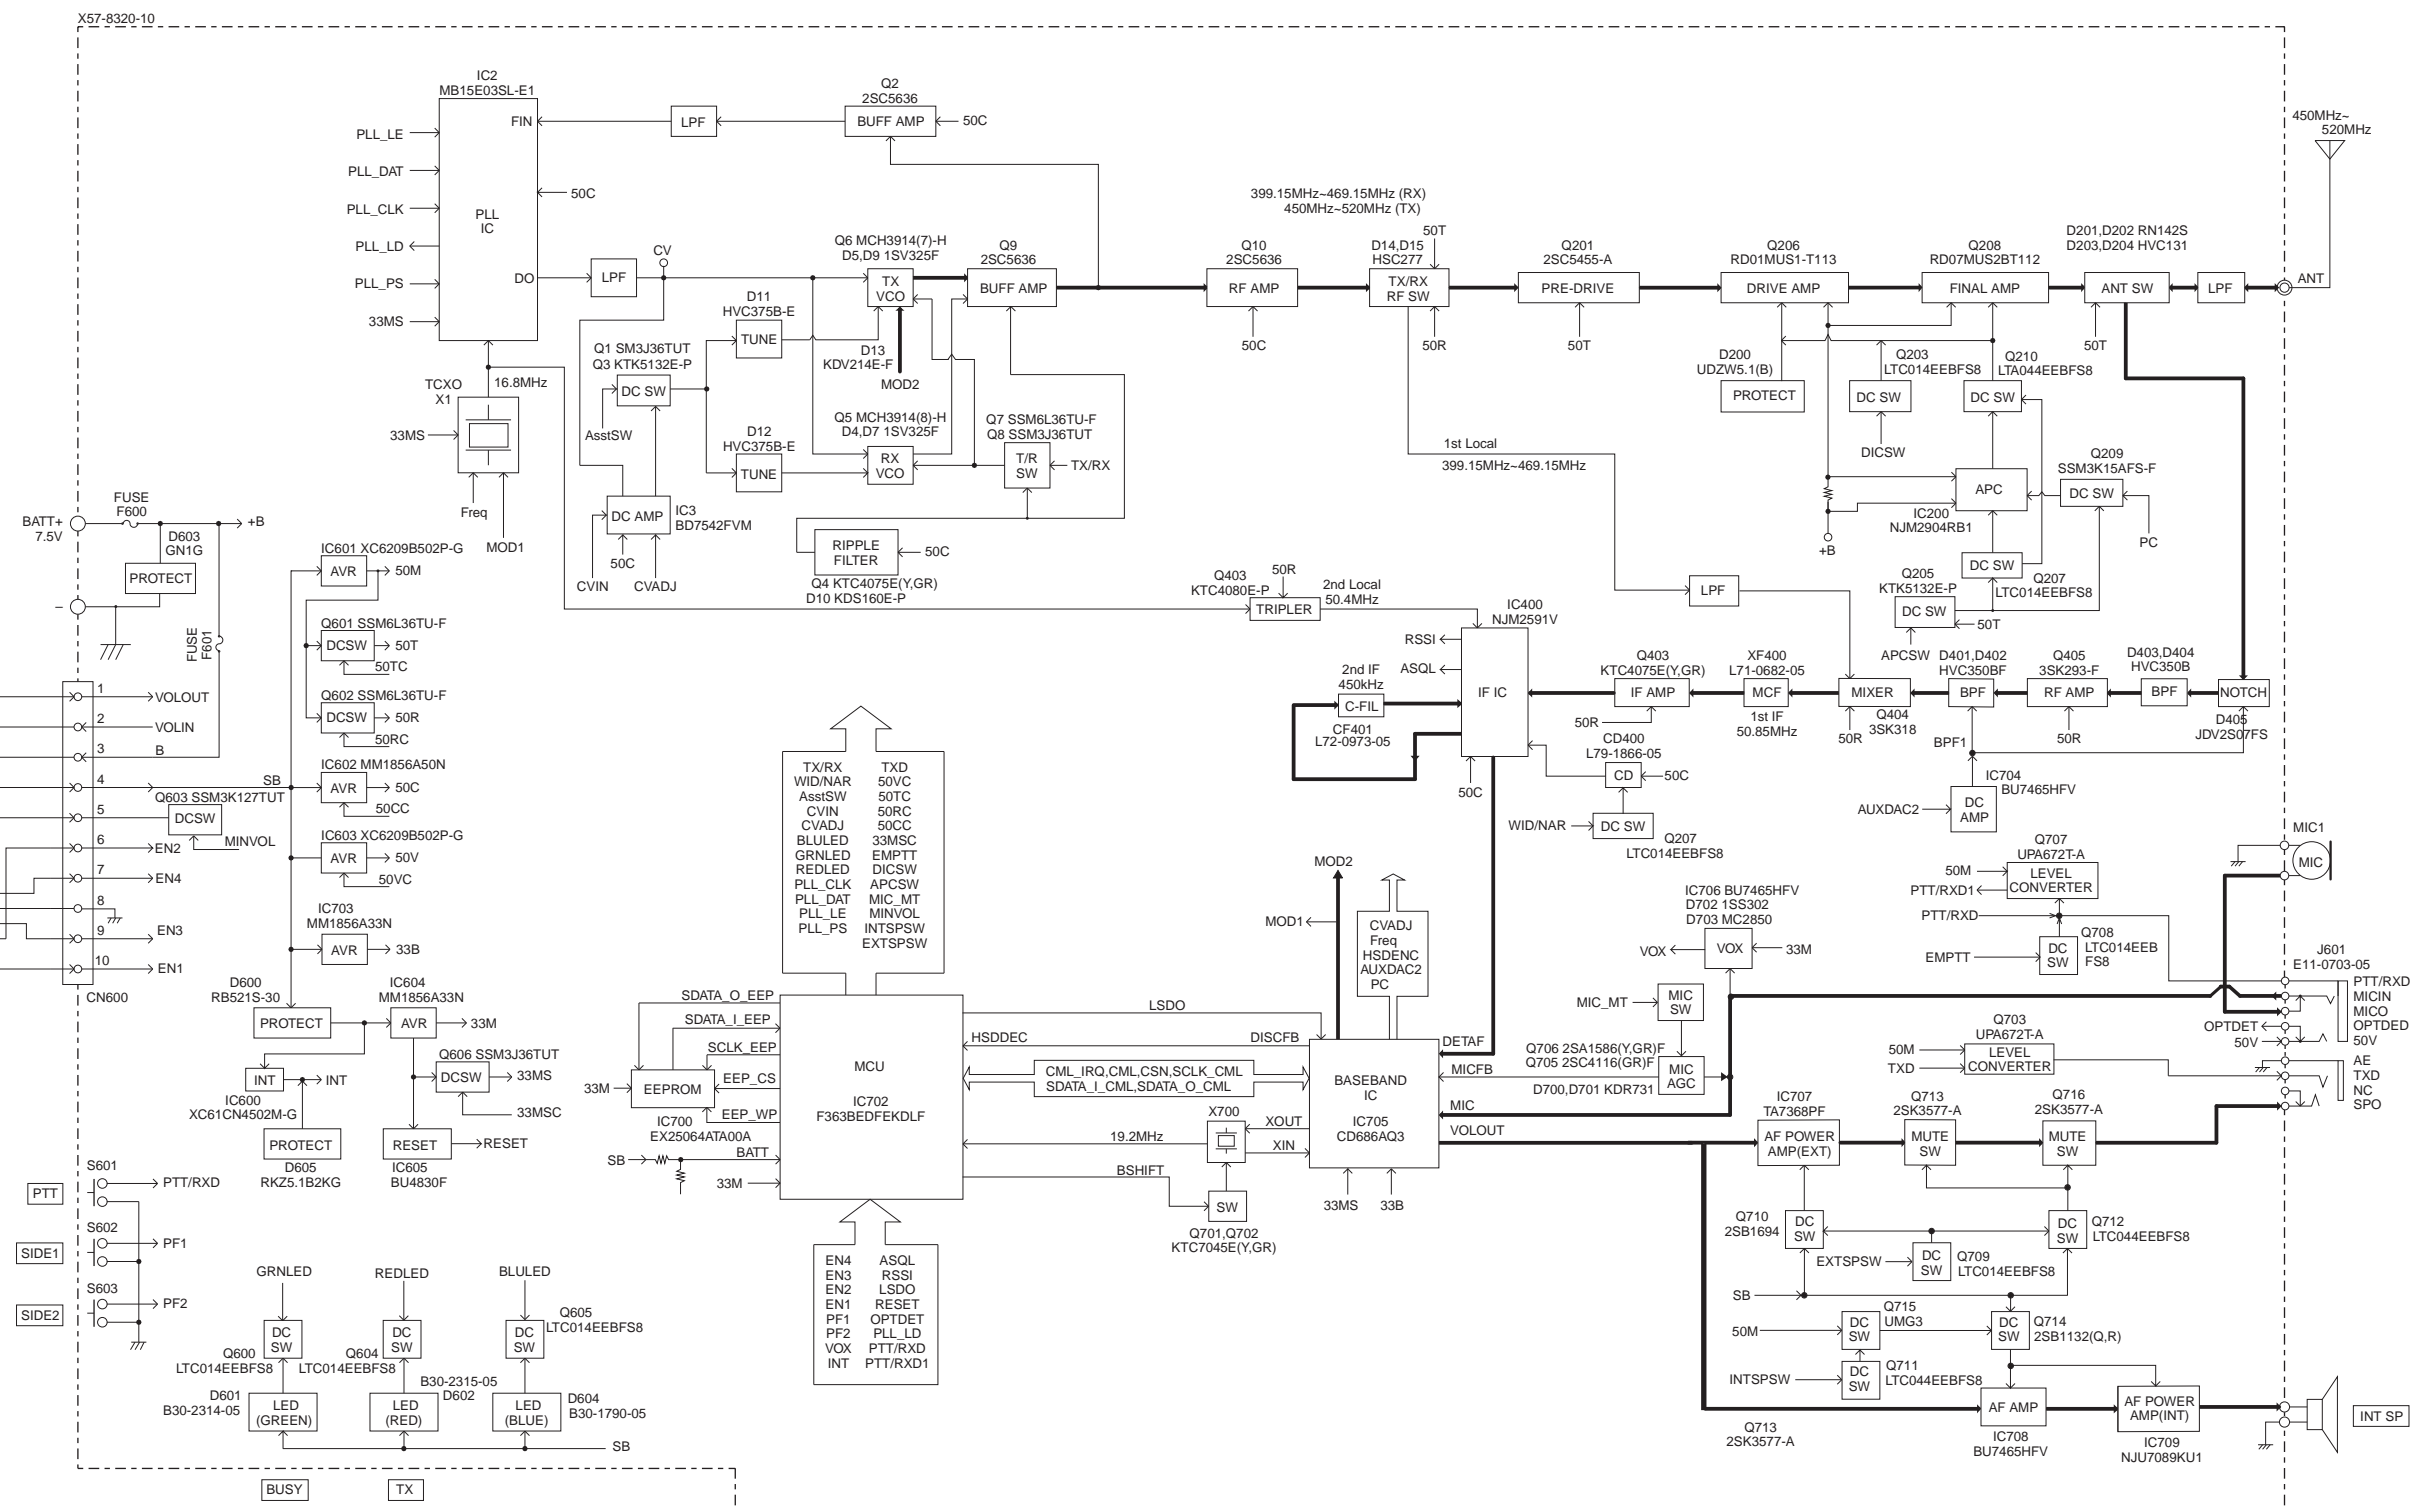 X57-8320-10
IC2
MB15E03SL-E1
FIN
PLL_LE
PLL_DAT
PLL_CLK
PLL_LD
PLL_PS
33MS
PLL
IC
50C
DO
LPF
Q2
2SC5636
BUFF AMP
50C
LPF
CV
Q6 MCH3914(7)-H
D5,D9 1SV325F
TX
VCO
Q9
2SC5636
BUFF AMP
D11
HVC375B-E
TUNE
D13
KDV214E-F
MOD2
Q1 SM3J36TUT
Q3 KTK5132E-P
DC SW
AsstSW
Q5 MCH3914(8)-H
D4,D7 1SV325F
D12
HVC375B-E
TUNE
RX
VCO
Q7 SSM6L36TU-F
Q8 SSM3J36TUT
T/R
SW
TX/RX
DC AMP
IC3
BD7542FVM
50C
CVIN
CVADJ
RIPPLE
FILTER
50C
Q4 KTC4075E(Y,GR)
D10 KDS160E-P
TCXO
X1
16.8MHz
33MS
Freq
MOD1
399.15MHz~469.15MHz (RX)
450MHz~520MHz (TX)
Q10
2SC5636
RF AMP
50C
D14,D15
HSC277
50T
TX/RX
RF SW
50R
Q201
2SC5455-A
PRE-DRIVE
50T
Q206
RD01MUS1-T113
DRIVE AMP
Q208
RD07MUS2BT112
FINAL AMP
D201,D202 RN142S
D203,D204 HVC131
ANT SW
50T
LPF
ANT
450MHz~
520MHz
D200
UDZW5.1(B)
PROTECT
Q203
LTC014EEBFS8
DC SW
DICSW
Q210
LTA044EEBFS8
DC SW
1st Local
399.15MHz~469.15MHz
APC
IC200
NJM2904RB1
+B
Q209
SSM3K15AFS-F
DC SW
PC
DC SW
Q207
LTC014EEBFS8
Q205
KTK5132E-P
DC SW
50T
APCSW
Q403
KTC4080E-P
50R
TRIPLER
2nd Local
50.4MHz
LPF
IC400
NJM2591V
RSSI
ASQL
IF IC
50C
2nd IF
450kHz
C-FIL
CF401
L72-0973-05
Q403
KTC4075E(Y,GR)
IF AMP
50R
XF400
L71-0682-05
MCF
1st IF
50.85MHz
MIXER
50R
Q404
3SK318
D401,D402
HVC350BF
BPF
BPF1
Q405
3SK293-F
RF AMP
50R
D403,D404
HVC350B
BPF
NOTCH
D405
JDV2S07FS
CD400
L79-1866-05
CD
50C
WID/NAR
DC SW
Q207
LTC014EEBFS8
IC704
BU7465HFV
AUXDAC2
DC
AMP
BATT+
7.5V
–
FUSE
F600
+B
D603
GN1G
PROTECT
FUSE
F601
IC601 XC6209B502P-G
AVR
50M
Q601 SSM6L36TU-F
DCSW
50T
50TC
Q602 SSM6L36TU-F
DCSW
50R
50RC
IC602 MM1856A50N
AVR
50C
50CC
IC603 XC6209B502P-G
AVR
50V
50VC
IC703
MM1856A33N
AVR
33B
1
VOLOUT
2
VOLIN
3
B
4
SB
5
Q603 SSM3K127TUT
DCSW
MINVOL
6
EN2
7
EN4
8
9
EN3
10
EN1
CN600
D600
RB521S-30
PROTECT
IC604
MM1856A33N
AVR
33M
INT
INT
IC600
XC61CN4502M-G
PROTECT
D605
RKZ5.1B2KG
Q606 SSM3J36TUT
DCSW
33MS
33MSC
RESET
RESET
IC605
BU4830F
PTT
S601
PTT/RXD
SIDE1
S602
PF1
SIDE2
S603
PF2
GRNLED
REDLED
BLULED
DC
SW
Q600
LTC014EEBFS8
DC
SW
Q604
LTC014EEBFS8
DC
SW
Q605
LTC014EEBFS8
D601
B30-2314-05
LED
(GREEN)
B30-2315-05
D602
LED
(RED)
LED
(BLUE)
D604
B30-1790-05
SB
BUSY
TX
TX/RX TXD
WID/NAR 50VC
AsstSW 50TC
CVIN 50RC
CVADJ 50CC
BLULED 33MSC
GRNLED EMPTT
REDLED DICSW
PLL_CLK APCSW
PLL_DAT MIC_MT
PLL_LE MINVOL
PLL_PS INTSPSW
EXTSPSW
SDATA_O_EEP
SDATA_I_EEP
SCLK_EEP
EEP_CS
EEP_WP
33M
EEPROM
IC700
EX25064ATA00A
SB
BATT
33M
MCU
IC702
F363BEDFEKDLF
EN4 ASQL
EN3 RSSI
EN2 LSDO
EN1 RESET
PF1 OPTDET
PF2 PLL_LD
VOX PTT/RXD
INT PTT/RXD1
LSDO
HSDDEC
DISCFB
CML_IRQ,CML,CSN,SCLK_CML
SDATA_I_CML,SDATA_O_CML
19.2MHz
X700
XOUT
XIN
BSHIFT
SW
Q701,Q702
KTC7045E(Y,GR)
MOD2
MOD1
CVADJ
Freq
HSDENC
AUXDAC2
PC
BASEBAND
IC
IC705
CD686AQ3
DETAF
MICFB
MIC
VOLOUT
33MS
33B
IC706 BU7465HFV
D702 1SS302
D703 MC2850
VOX
VOX
33M
MIC_MT
MIC
SW
Q706 2SA1586(Y,GR)F
Q705 2SC4116(GR)F
MIC
AGC
D700,D701 KDR731
Q707
UPA672T-A
50M
LEVEL
CONVERTER
PTT/RXD1
PTT/RXD
EMPTT
DC
SW
Q708
LTC014EEB
FS8
MIC1
MIC
J601
E11-0703-05
PTT/RXD
MICIN
MICO
OPTDET
OPTDED
50V
50V
AE
TXD
NC
SPO
Q703
UPA672T-A
50M
TXD
LEVEL
CONVERTER
IC707
TA7368PF
AF POWER
AMP(EXT)
Q713
2SK3577-A
MUTE
SW
Q716
2SK3577-A
MUTE
SW
Q710
2SB1694
DC
SW
DC
SW
Q712
LTC044EEBFS8
EXTSPSW
DC
SW
Q709
LTC014EEBFS8
SB
50M
DC
SW
Q715
UMG3
DC
SW
Q714
2SB1132(Q,R)
INTSPSW
DC
SW
Q711
LTC044EEBFS8
Q713
2SK3577-A
AF AMP
IC708
BU7465HFV
AF POWER
AMP(INT)
IC709
NJU7089KU1
INT SP